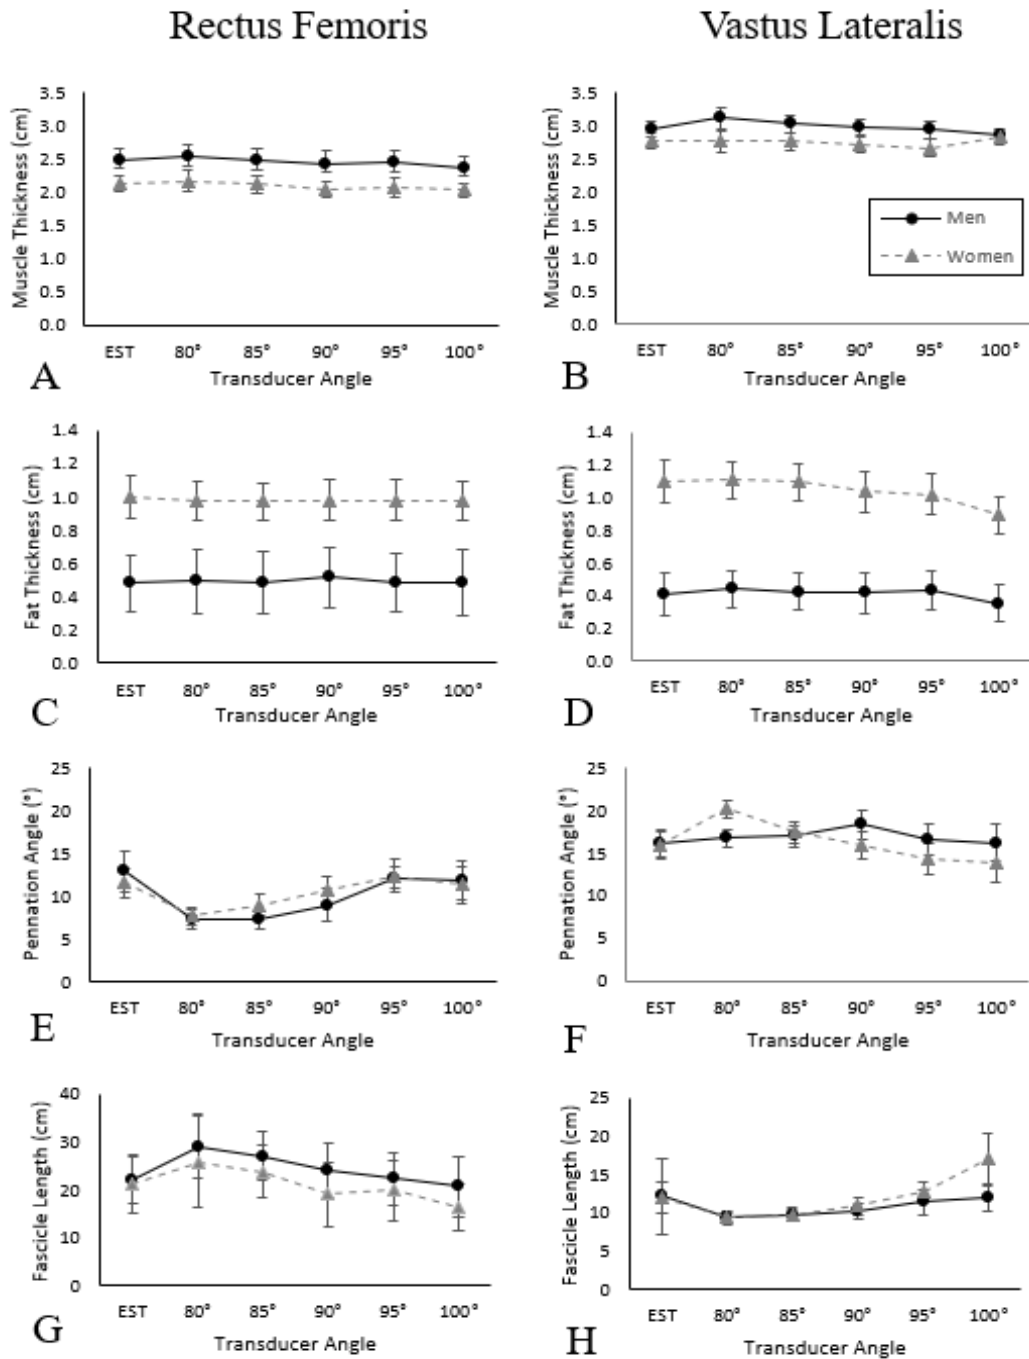 Rectus Femoris
Vastus Lateralis
Muscle Thickness (cm)
3.5
3.0
2.5
2.0
1.5
1.0
0.5
0.0
EST 80° 85° 90° 95° 100°
Transducer Angle
A
Muscle Thickness (cm)
3.5
3.0
2.5
2.0
1.5
1.0
0.5
0.0
Men
Women
EST 80° 85° 90° 95° 100°
Transducer Angle
B
Fat Thickness (cm)
1.4
1.2
1.0
0.8
0.6
0.4
0.2
0.0
EST 80° 85° 90° 95° 100°
Transducer Angle
C
Fat Thickness (cm)
1.4
1.2
1.0
0.8
0.6
0.4
0.2
0.0
EST 80° 85° 90° 95° 100°
Transducer Angle
D
Pennation Angle (°)
25
20
15
10
5
0
EST 80° 85° 90° 95° 100°
Transducer Angle
E
Pennation Angle (°)
25
20
15
10
5
0
EST 80° 85° 90° 95° 100°
Transducer Angle
F
Fascicle Length (cm)
40
30
20
10
0
EST 80° 85° 90° 95° 100°
Transducer Angle
G
Fascicle Length (cm)
25
20
15
10
5
0
EST 80° 85° 90° 95° 100°
Transducer Angle
H